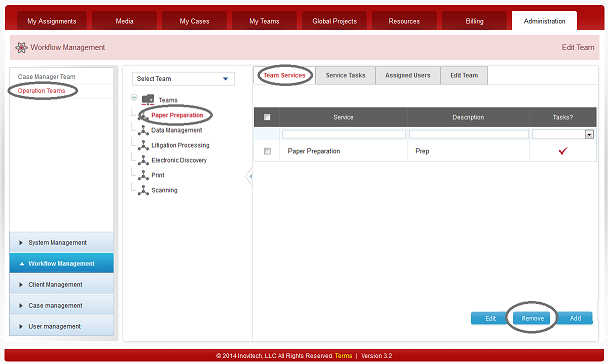 My Assignments Media My Cases My Teams Global Projects Resources Billing Administration
Workflow Management Edit Team
Case Manager Team
Operation Teams
System Management
Workflow Management
Client Management
Case management
User management
Select Team
Teams
Paper Preparation
Data Management
Litigation Processing
Electronic Discovery
Print
Scanning
Team Services Service Tasks Assigned Users Edit Team
Service Description Tasks?
Paper Preparation Prep
Edit Remove Add
© 2014 Inovitech, LLC All Rights Reserved. Terms | Version 3.2